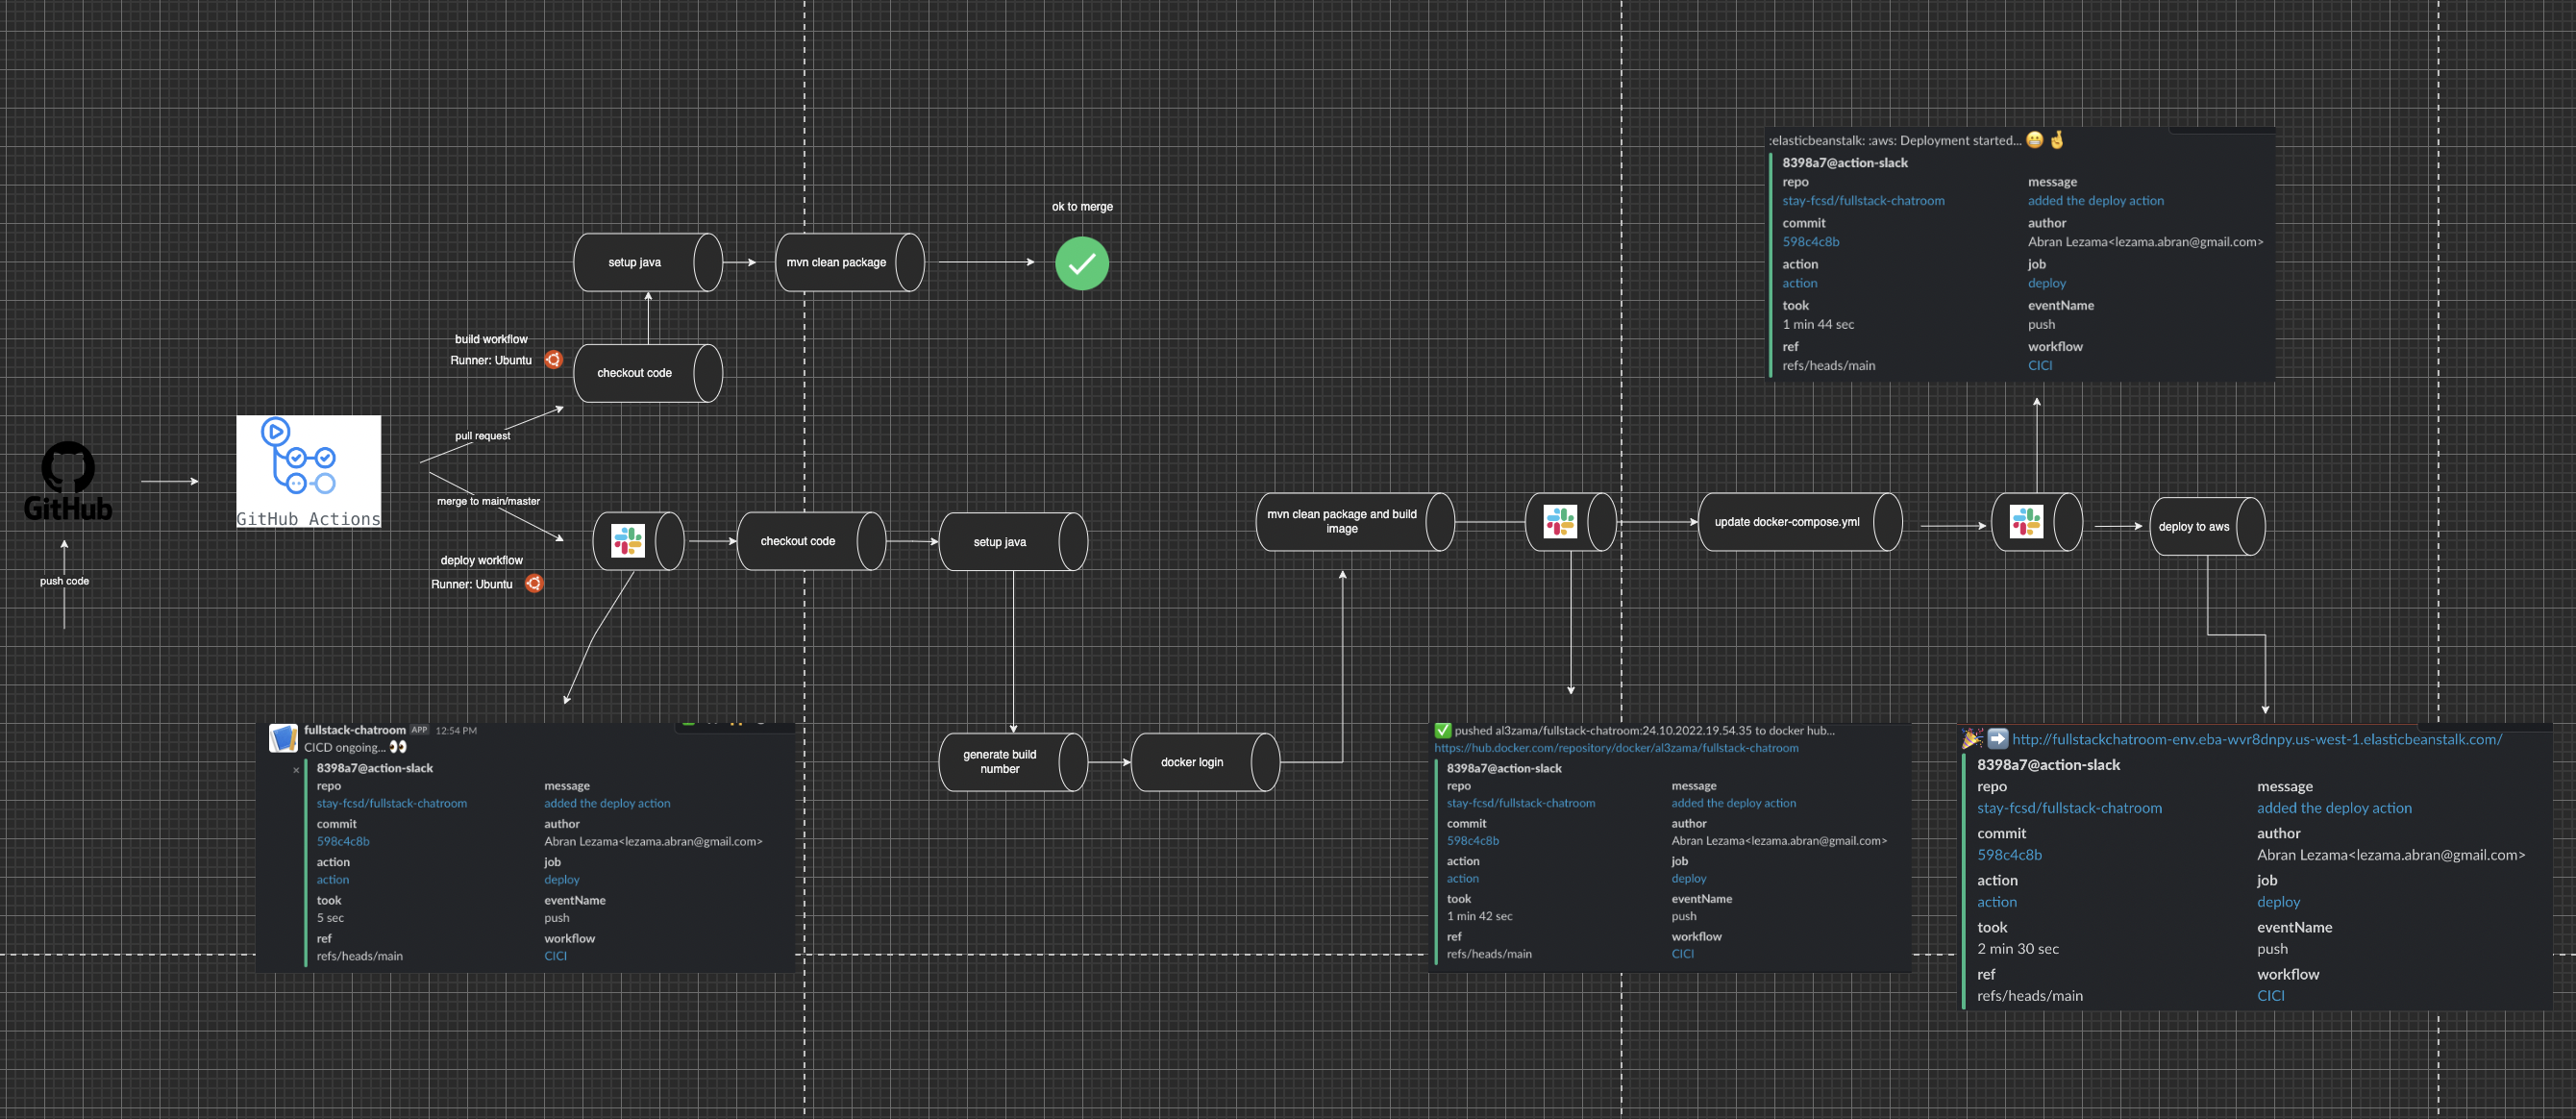 GitHub
push code
GitHub Actions
pull request
merge to main/master
build workflow
Runner: Ubuntu
checkout code
setup java
mvn clean package
ok to merge
deploy workflow
Runner: Ubuntu
checkout code
setup java
generate build
number
docker login
mvn clean package and build
image
update docker-compose.yml
deploy to aws
fullstack-chatroom APP 12:54 PM
CICD ongoing... 👀
×
8398a7@action-slack
repo message
stay-fcsd/fullstack-chatroom added the deploy action
commit author
598c4c8b Abran Lezama<lezama.abran@gmail.com>
action job
action deploy
took eventName
5 sec push
ref workflow
refs/heads/main CICI
✅ pushed al3zama/fullstack-chatroom:24.10.2022.19.54.35 to docker hub...
https://hub.docker.com/repository/docker/al3zama/fullstack-chatroom
8398a7@action-slack
repo message
stay-fcsd/fullstack-chatroom added the deploy action
commit author
598c4c8b Abran Lezama<lezama.abran@gmail.com>
action job
action deploy
took eventName
1 min 42 sec push
ref workflow
refs/heads/main CICI
:elasticbeanstalk: :aws: Deployment started... 😬 🤞
8398a7@action-slack
repo message
stay-fcsd/fullstack-chatroom added the deploy action
commit author
598c4c8b Abran Lezama<lezama.abran@gmail.com>
action job
action deploy
took eventName
1 min 44 sec push
ref workflow
refs/heads/main CICI
🎉 ➡️ http://fullstackchatroom-env.eba-wvr8dnpy.us-west-1.elasticbeanstalk.com/
8398a7@action-slack
repo message
stay-fcsd/fullstack-chatroom added the deploy action
commit author
598c4c8b Abran Lezama<lezama.abran@gmail.com>
action job
action deploy
took eventName
2 min 30 sec push
ref workflow
refs/heads/main CICI